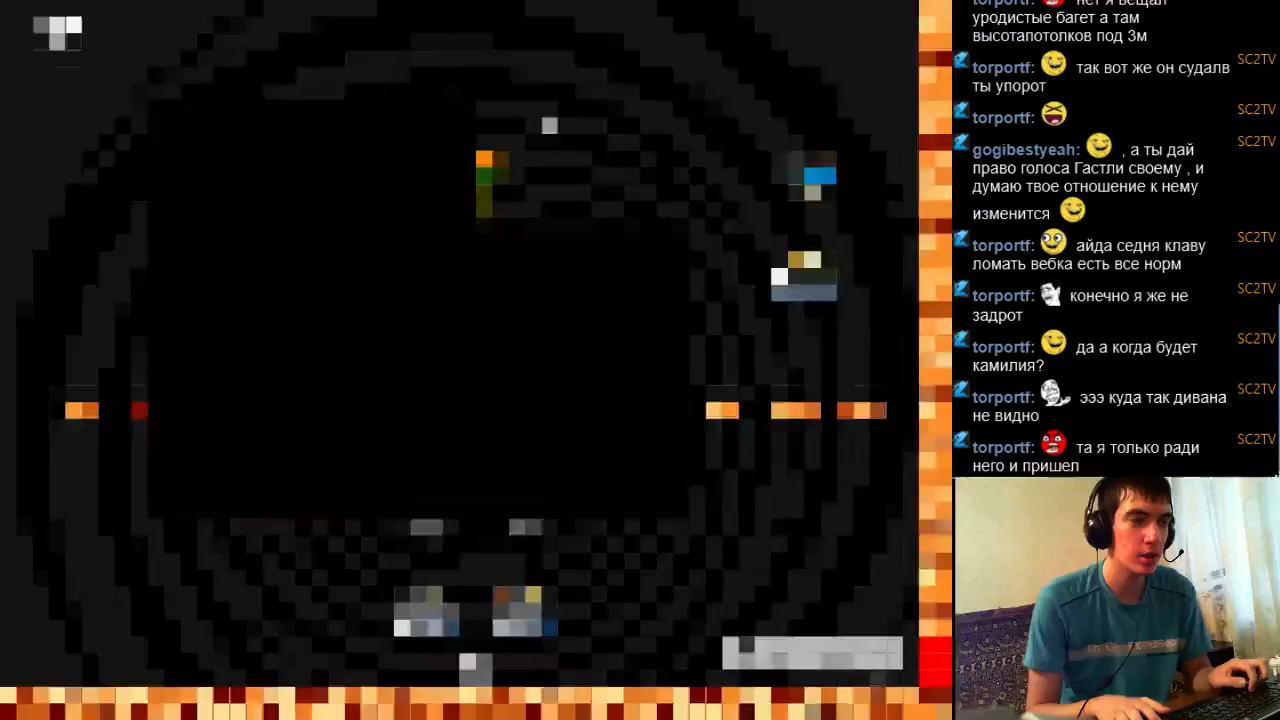 torportf: нет я вещал
уродистые багет а там
высотапотолков под 3м
SC2TV
torportf: так вот же он судалв
ты упорот
SC2TV
torportf:
SC2TV
gogibestyeah: , а ты дай
право голоса Гастли своему , и
думаю твое отношение к нему
изменится
SC2TV
torportf: айда седня клаву
ломать вебка есть все норм
SC2TV
torportf: конечно я же не
задрот
SC2TV
torportf: да а когда будет
камилия?
SC2TV
torportf: эээ куда так дивана
не видно
SC2TV
torportf: та я только ради
него и пришел